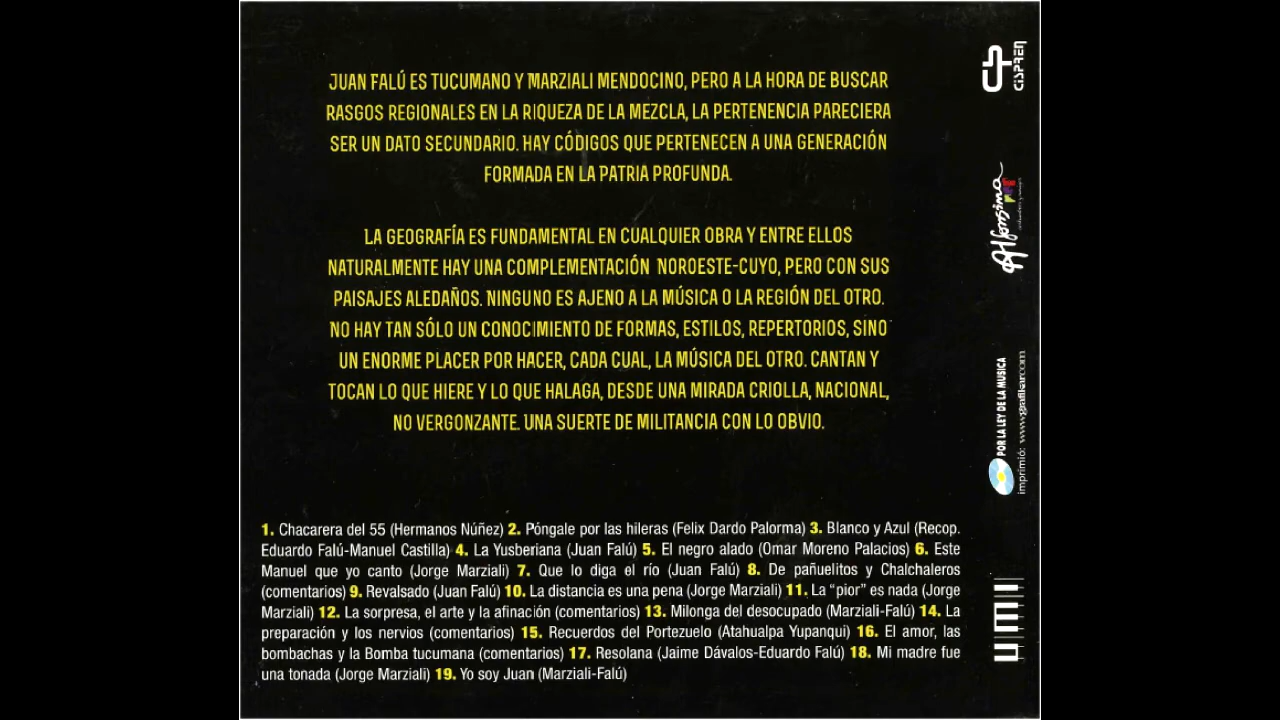 JUAN FALÚ ES TUCUMANO Y MARZIALI MENDOCINO, PERO A LA HORA DE BUSCAR
RASGOS REGIONALES EN LA RIQUEZA DE LA MEZCLA, LA PERTENENCIA PARECIERA
SER UN DATO SECUNDARIO. HAY CÓDIGOS QUE PERTENECEN A UNA GENERACIÓN
FORMADA EN LA PATRIA PROFUNDA.
LA GEOGRAFÍA ES FUNDAMENTAL EN CUALQUIER OBRA Y ENTRE ELLOS
NATURALMENTE HAY UNA COMPLEMENTACIÓN NOROESTE-CUYO, PERO CON SUS
PAISAJES ALEDAÑOS. NINGUNO ES AJENO A LA MÚSICA O LA REGIÓN DEL OTRO.
NO HAY TAN SÓLO UN CONOCIMIENTO DE FORMAS, ESTILOS, REPERTORIOS, SINO
UN ENORME PLACER POR HACER, CADA CUAL, LA MÚSICA DEL OTRO. CANTAN Y
TOCAN LO QUE HIERE Y LO QUE HALAGA, DESDE UNA MIRADA CRIOLLA, NACIONAL,
NO VERGONZANTE. UNA SUERTE DE MILITANCIA CON LO OBVIO.
1. Chacarera del 55 (Hermanos Núñez) 2. Póngale por las hileras (Felix Dardo Palorma) 3. Blanco y Azul (Recop.
Eduardo Falú-Manuel Castilla) 4. La Yusberiana (Juan Falú) 5. El negro alado (Omar Moreno Palacios) 6. Este
Manuel que yo canto (Jorge Marziali) 7. Que lo diga el río (Juan Falú) 8. De pañuelitos y Chalchaleros
(comentarios) 9. Revalsado (Juan Falú) 10. La distancia es una pena (Jorge Marziali) 11. La “pior” es nada (Jorge
Marziali) 12. La sorpresa, el arte y la afinación (comentarios) 13. Milonga del desocupado (Marziali-Falú) 14. La
preparación y los nervios (comentarios) 15. Recuerdos del Portezuelo (Atahualpa Yupanqui) 16. El amor, las
bombachas y la Bomba tucumana (comentarios) 17. Resolana (Jaime Dávalos-Eduardo Falú) 18. Mi madre fue
una tonada (Jorge Marziali) 19. Yo soy Juan (Marziali-Falú)
CISPREN
Alfonsina
POR LA LEY DE LA MUSICA
imprimió: www.grafikar.com
umi